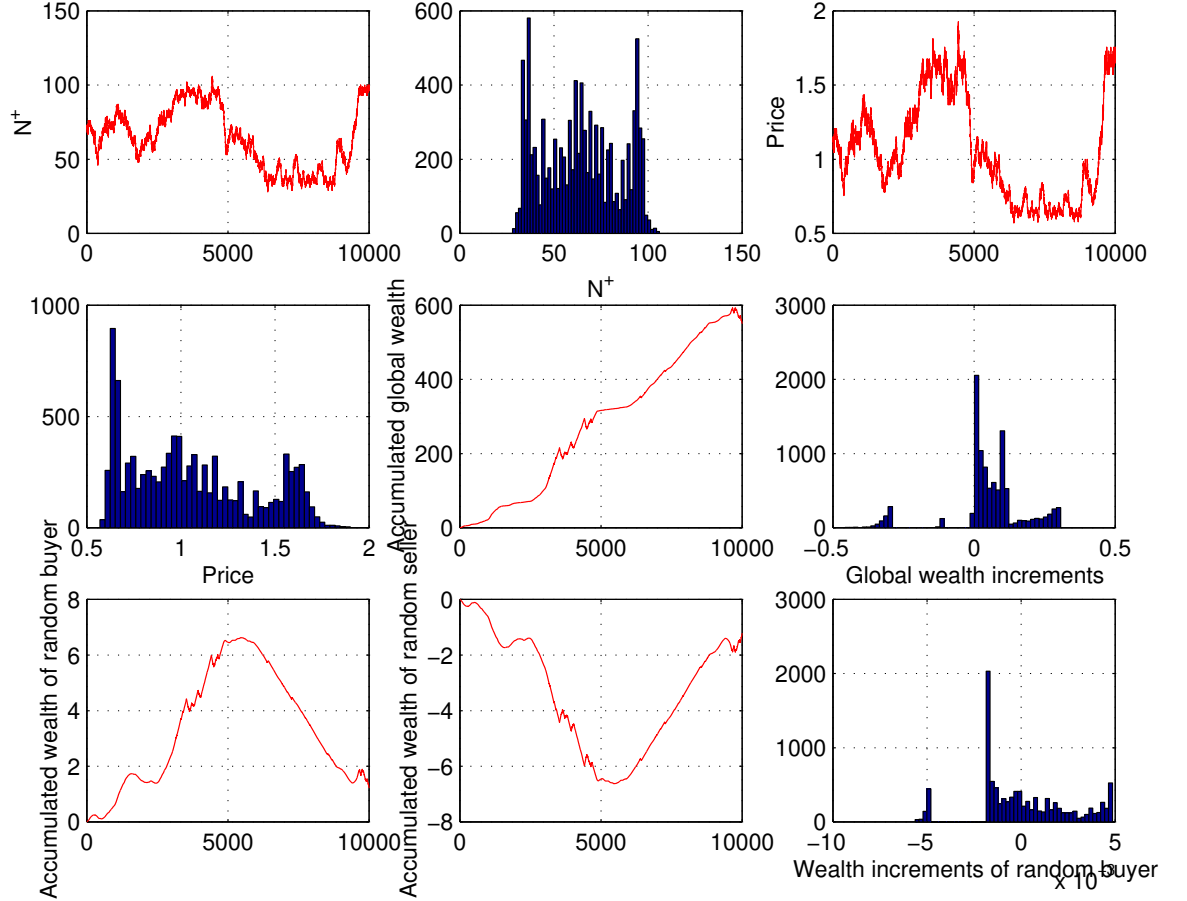 150
100
50
0
N+
0 5000 10000
600
400
200
0
0 50 100 150
N+
2
1.5
1
0.5
Price
0 5000 10000
1000
500
0
0.5 1 1.5 2
Price
600
400
200
0
Accumulated global wealth
0 5000 10000
3000
2000
1000
0
−0.5 0 0.5
Global wealth increments
8
6
4
2
0
Accumulated wealth of random buyer
0 5000 10000
0
−2
−4
−6
−8
Accumulated wealth of random seller
0 5000 10000
3000
2000
1000
0
−10 −5 0 5
Wealth increments of random buyer
x 10−3